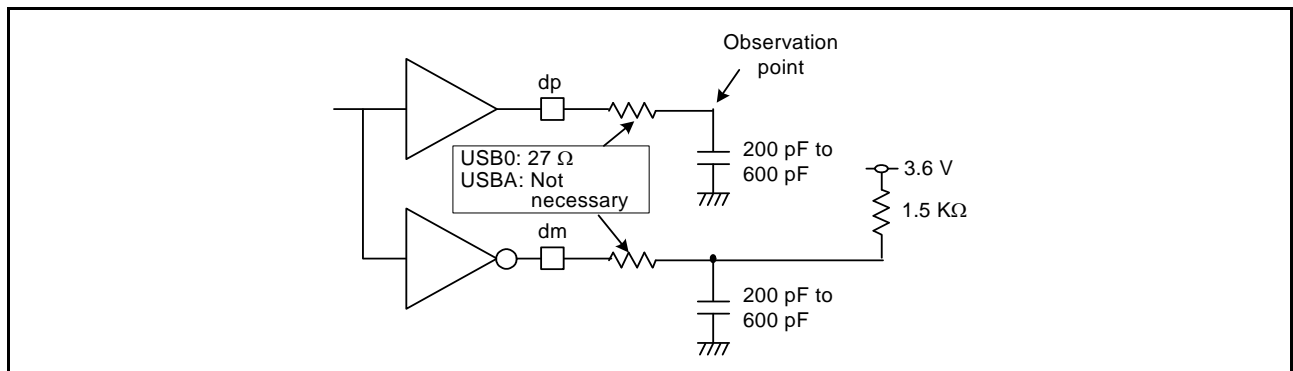 Observation
point
dp
USB0: 27 Ω
USBA: Not
necessary
200 pF to
600 pF
3.6 V
1.5 KΩ
dm
200 pF to
600 pF